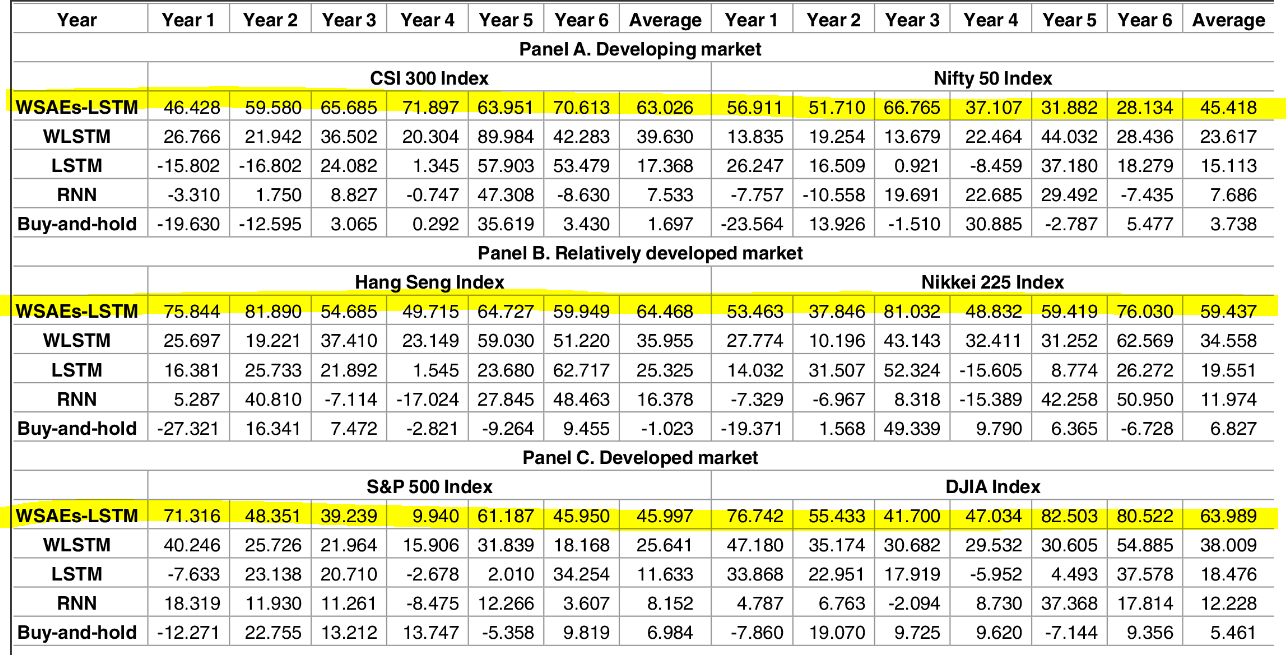 Year Year 1 Year 2 Year 3 Year 4 Year 5 Year 6 Average Year 1 Year 2 Year 3 Year 4 Year 5 Year 6 Average
Panel A. Developing market
CSI 300 Index Nifty 50 Index
WSAEs-LSTM 46.428 59.580 65.685 71.897 63.951 70.613 63.026 56.911 51.710 66.765 37.107 31.882 28.134 45.418
WLSTM 26.766 21.942 36.502 20.304 89.984 42.283 39.630 13.835 19.254 13.679 22.464 44.032 28.436 23.617
LSTM -15.802 -16.802 24.082 1.345 57.903 53.479 17.368 26.247 16.509 0.921 -8.459 37.180 18.279 15.113
RNN -3.310 1.750 8.827 -0.747 47.308 -8.630 7.533 -7.757 -10.558 19.691 22.685 29.492 -7.435 7.686
Buy-and-hold -19.630 -12.595 3.065 0.292 35.619 3.430 1.697 -23.564 13.926 -1.510 30.885 -2.787 5.477 3.738
Panel B. Relatively developed market
Hang Seng Index Nikkei 225 Index
WSAEs-LSTM 75.844 81.890 54.685 49.715 64.727 59.949 64.468 53.463 37.846 81.032 48.832 59.419 76.030 59.437
WLSTM 25.697 19.221 37.410 23.149 59.030 51.220 35.955 27.774 10.196 43.143 32.411 31.252 62.569 34.558
LSTM 16.381 25.733 21.892 1.545 23.680 62.717 25.325 14.032 31.507 52.324 -15.605 8.774 26.272 19.551
RNN 5.287 40.810 -7.114 -17.024 27.845 48.463 16.378 -7.329 -6.967 8.318 -15.389 42.258 50.950 11.974
Buy-and-hold -27.321 16.341 7.472 -2.821 -9.264 9.455 -1.023 -19.371 1.568 49.339 9.790 6.365 -6.728 6.827
Panel C. Developed market
S&P 500 Index DJIA Index
WSAEs-LSTM 71.316 48.351 39.239 9.940 61.187 45.950 45.997 76.742 55.433 41.700 47.034 82.503 80.522 63.989
WLSTM 40.246 25.726 21.964 15.906 31.839 18.168 25.641 47.180 35.174 30.682 29.532 30.605 54.885 38.009
LSTM -7.633 23.138 20.710 -2.678 2.010 34.254 11.633 33.868 22.951 17.919 -5.952 4.493 37.578 18.476
RNN 18.319 11.930 11.261 -8.475 12.266 3.607 8.152 4.787 6.763 -2.094 8.730 37.368 17.814 12.228
Buy-and-hold -12.271 22.755 13.212 13.747 -5.358 9.819 6.984 -7.860 19.070 9.725 9.620 -7.144 9.356 5.461